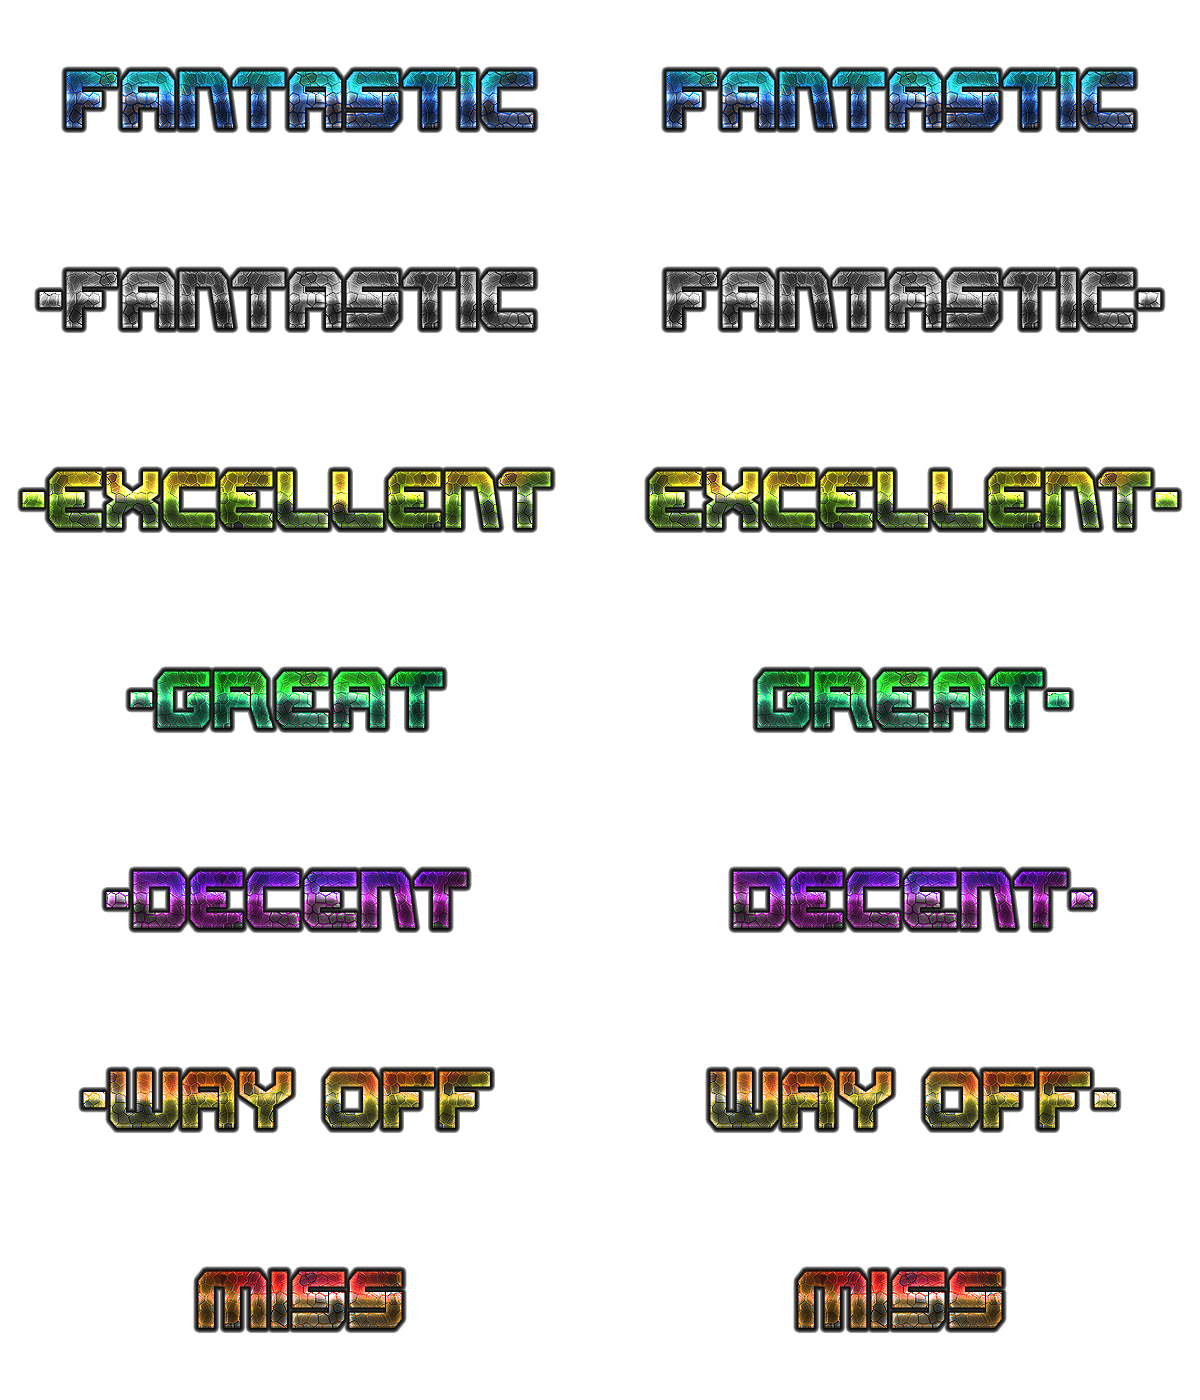 FANTASTIC FANTASTIC
-FANTASTIC FANTASTIC-
-EXCELLENT EXCELLENT-
-GREAT GREAT-
-DECENT DECENT-
-WAY OFF WAY OFF-
MISS MISS